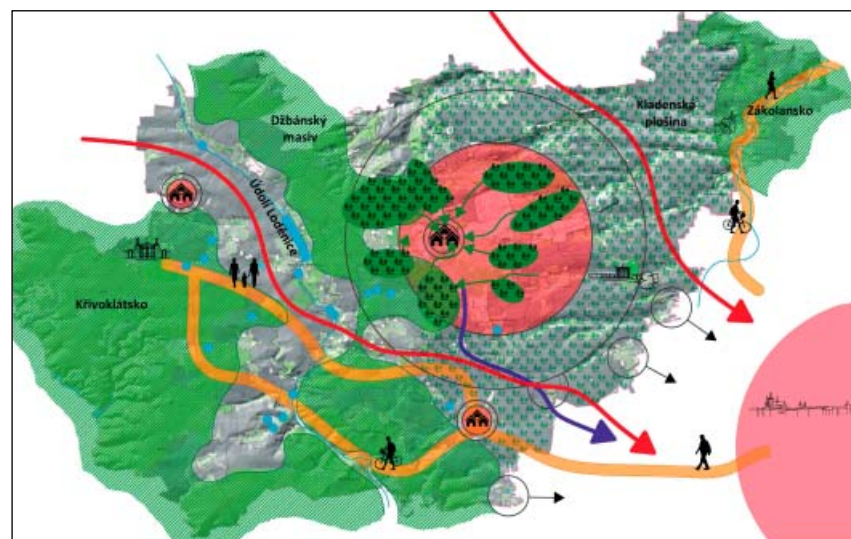 Džbánský
masiv
Kladenská
plošina
Zákolansko
Údolí Loděnice
Křivoklátsko